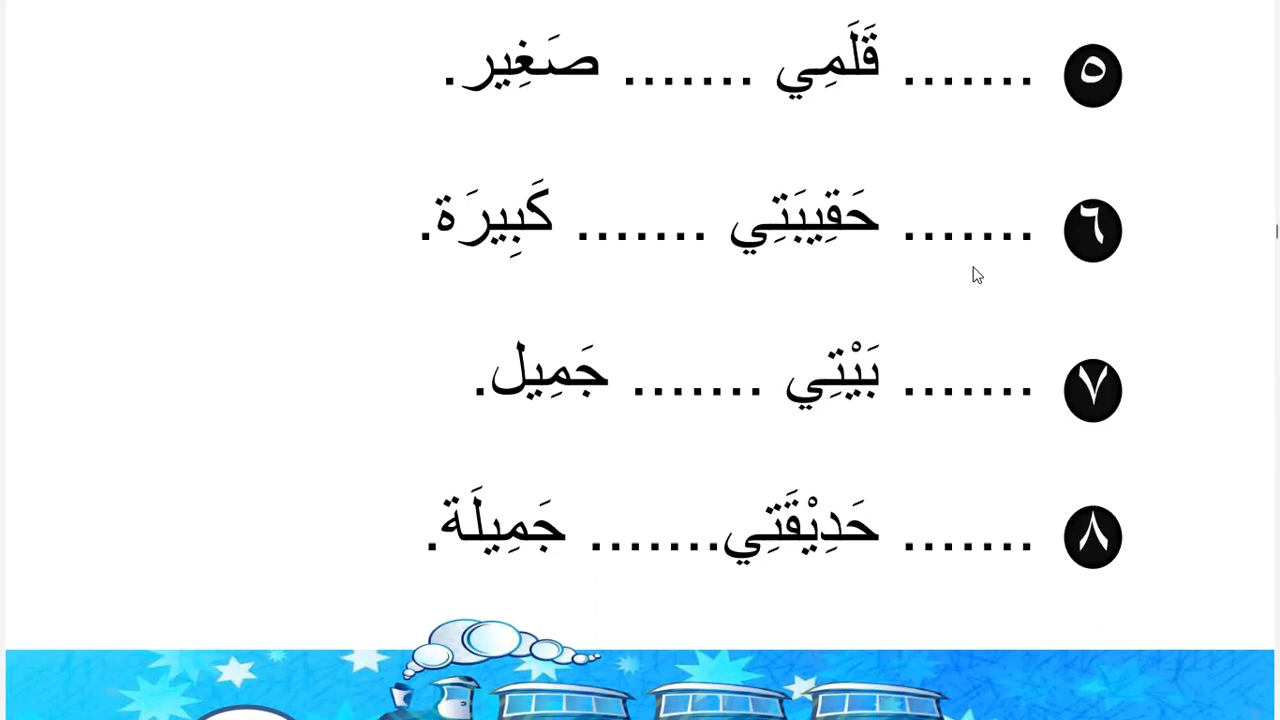 ٥ ....... قَلَمِي ....... صَغِير.
٦ ....... حَقِيبَتِي ....... كَبِيرَة.
٧ ....... بَيْتِي ....... جَمِيل.
٨ ....... حَدِيْقَتِي....... جَمِيلَة.